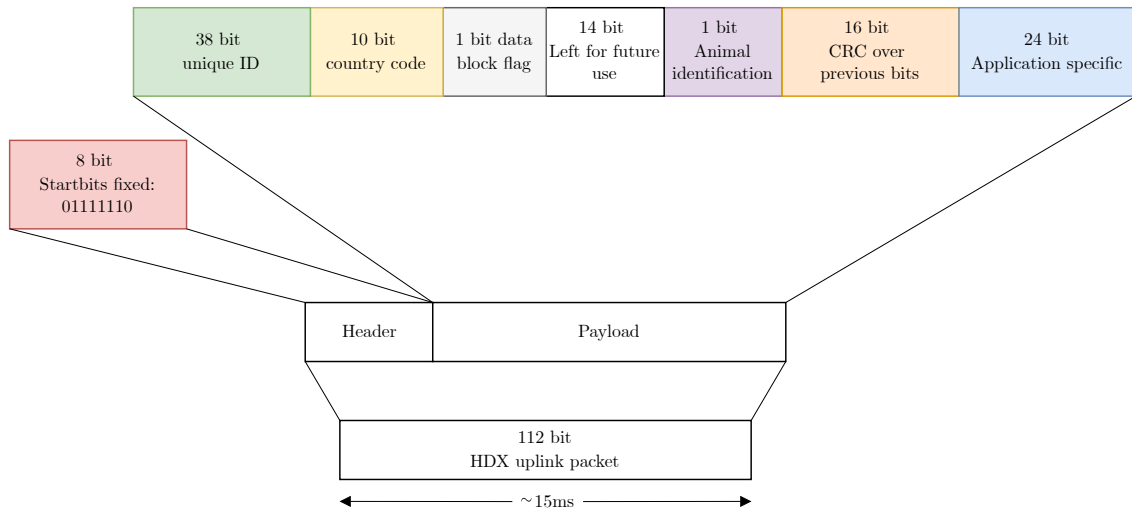 38 bit
unique ID
10 bit
country code
1 bit data
block flag
14 bit
Left for future
use
1 bit
Animal
identification
16 bit
CRC over
previous bits
24 bit
Application specific
8 bit
Startbits fixed:
01111110
Header
Payload
112 bit
HDX uplink packet
~15ms